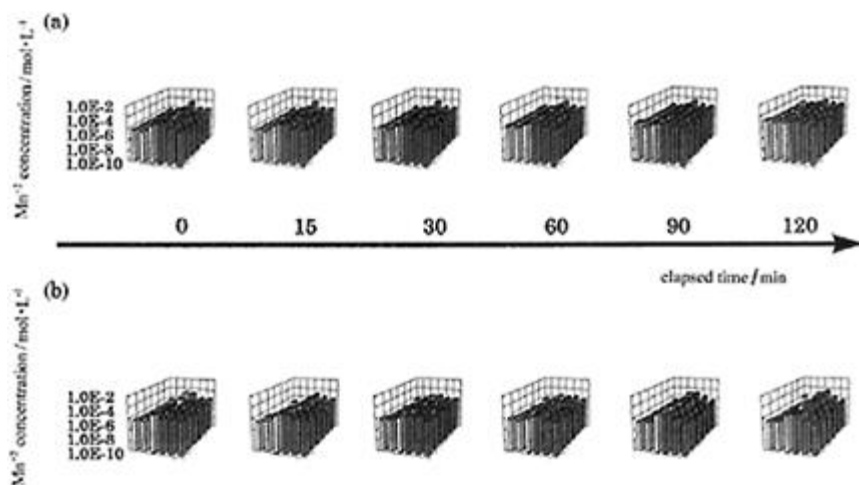 (a)
Mn⁺² concentration / mol · L⁻¹
1.0E-2
1.0E-4
1.0E-6
1.0E-8
1.0E-10
0 15 30 60 90 120
elapsed time / min
(b)
Mn⁺² concentration / mol · L⁻¹
1.0E-2
1.0E-4
1.0E-6
1.0E-8
1.0E-10